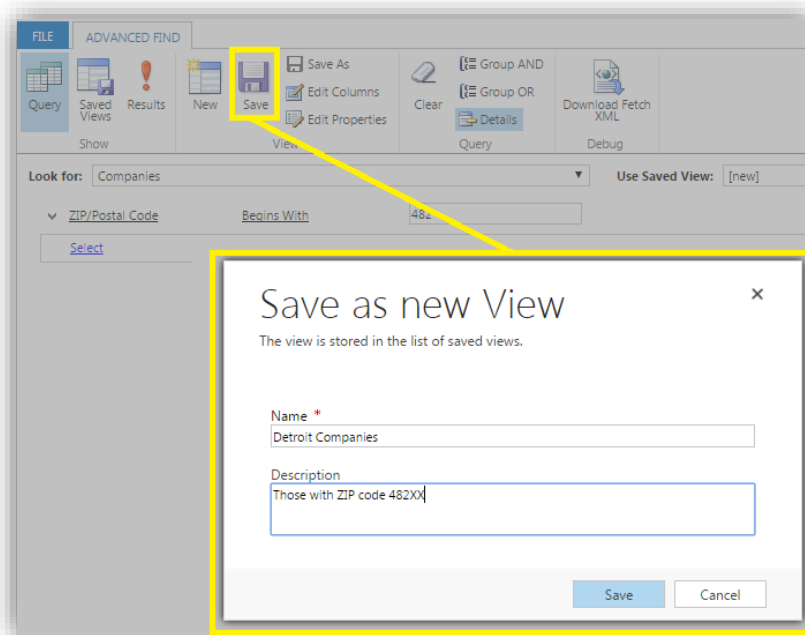 FILE ADVANCED FIND
Query
Saved Views
Results
New
Save
Save As
Edit Columns
Edit Properties
Clear
Group AND
Group OR
Details
Download Fetch XML
Show View Query Debug
Look for: Companies Use Saved View: [new]
ZIP/Postal Code Begins With 482
Select
Save as new View
The view is stored in the list of saved views.
Name *
Detroit Companies
Description
Those with ZIP code 482XX
Save Cancel